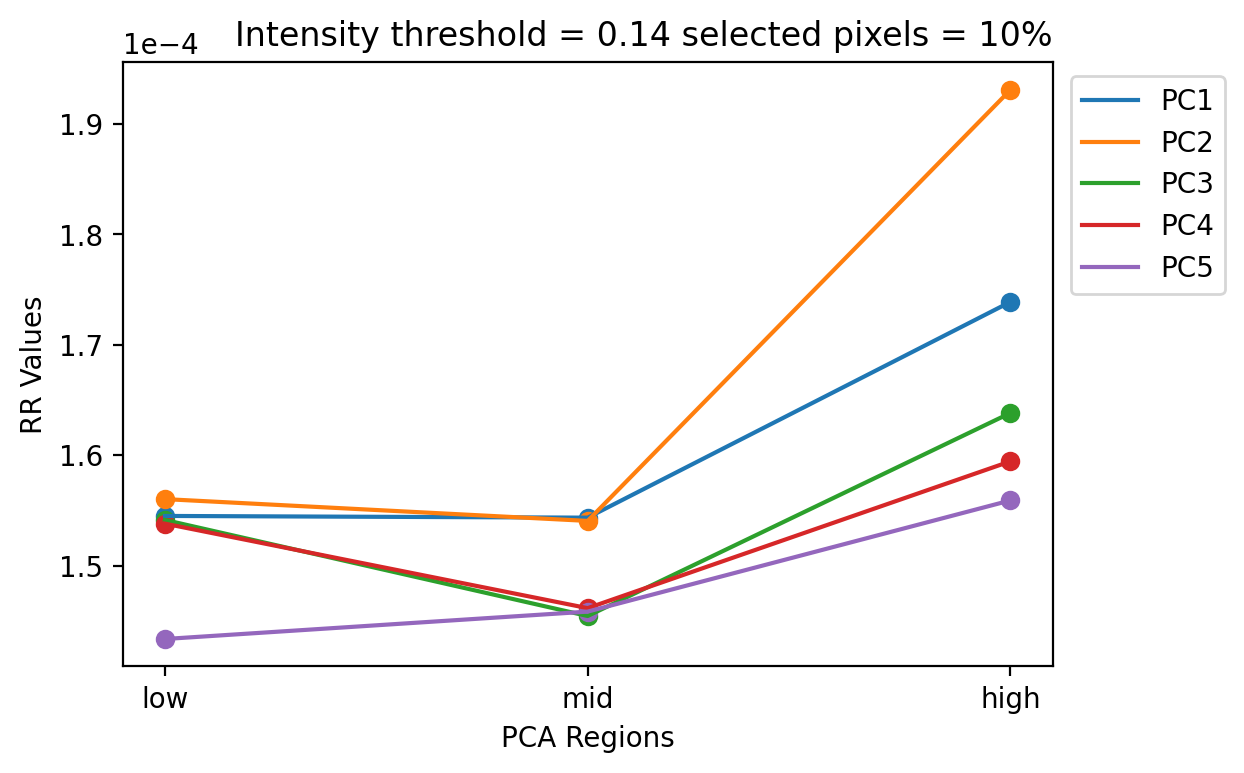 Intensity threshold = 0.14 selected pixels = 10%
1e−4
1.9
1.8
1.7
1.6
1.5
RR Values
low
mid
high
PCA Regions
PC1
PC2
PC3
PC4
PC5